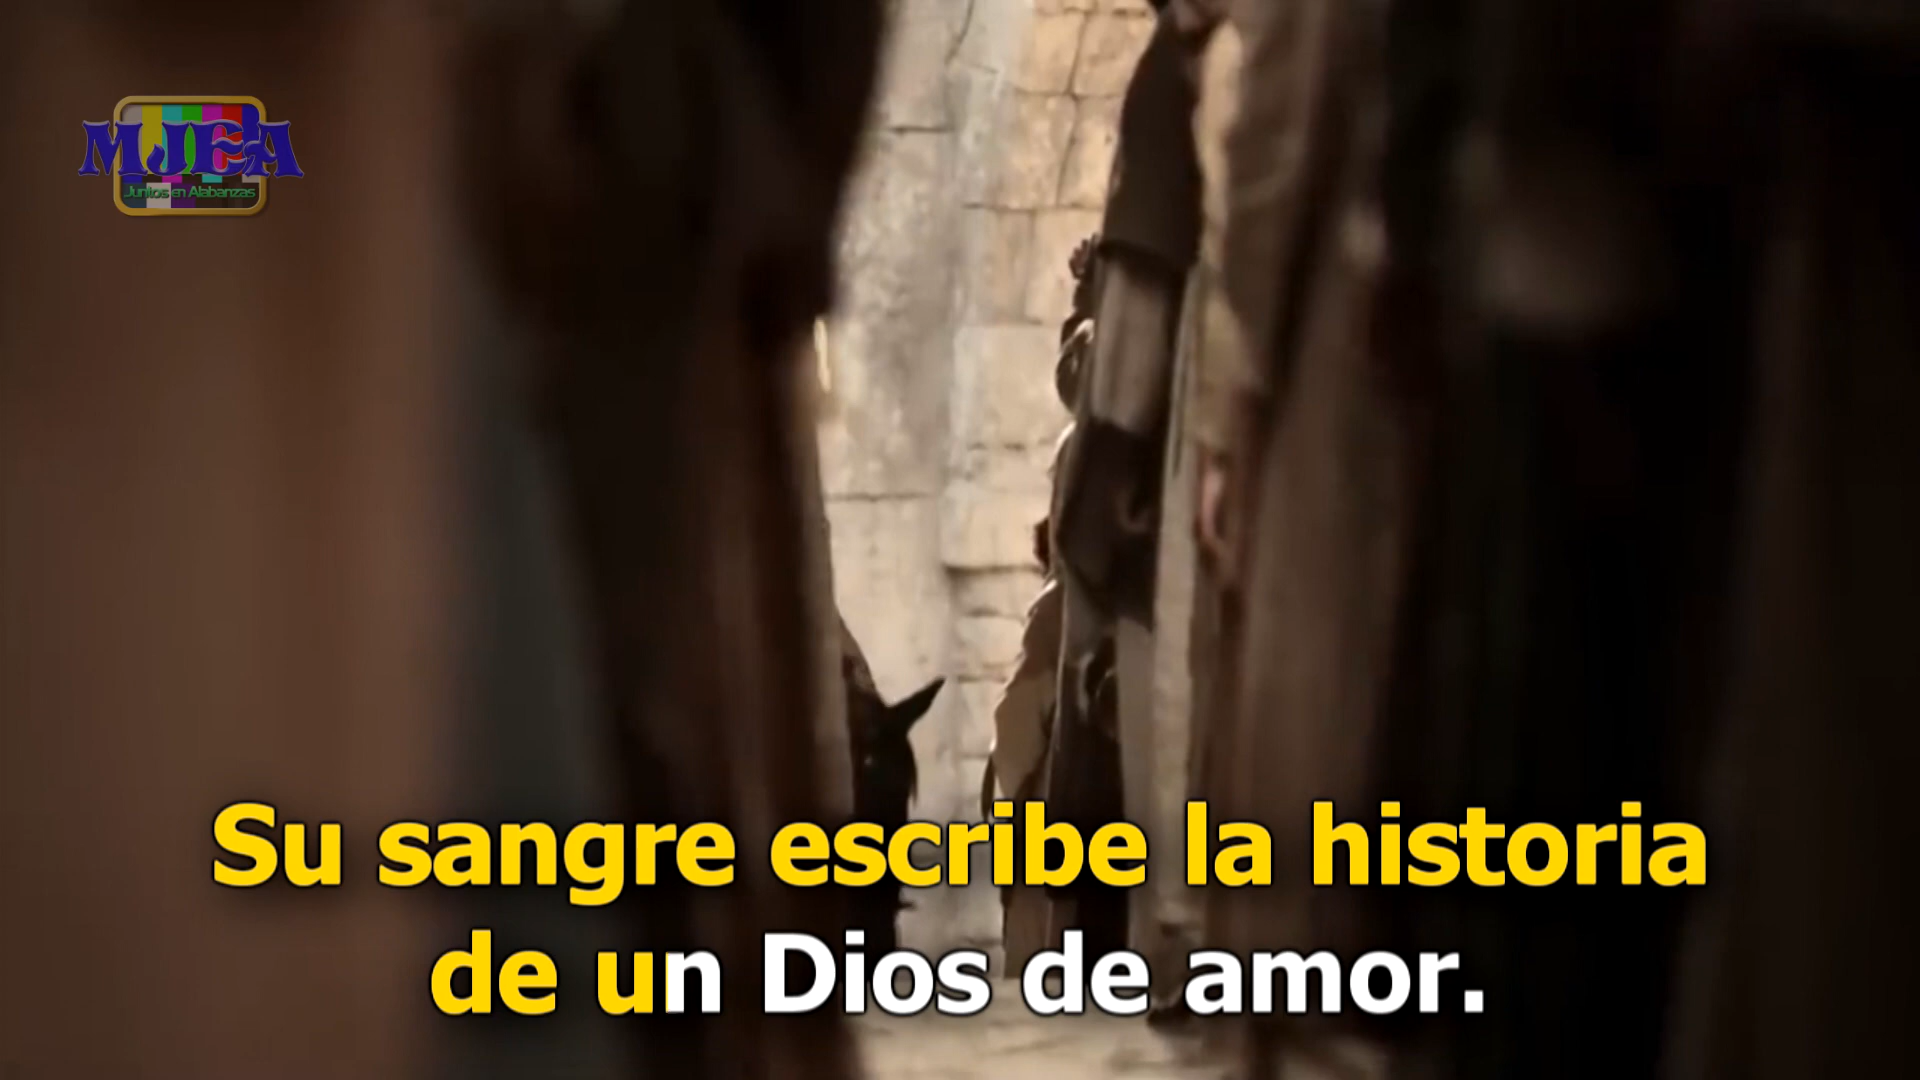 MJEA
Juntos en Alabanzas
Su sangre escribe la historia
de un Dios de amor.